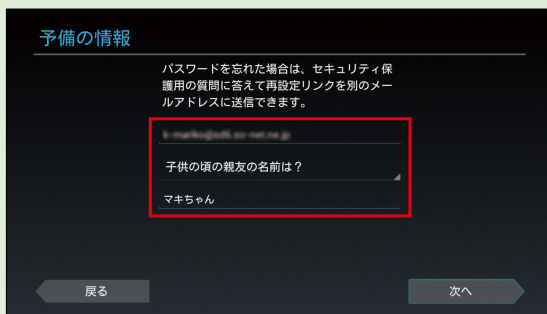 予備の情報
パスワードを忘れた場合は、セキュリティ保
護用の質問に答えて再設定リンクを別のメー
ルアドレスに送信できます。
子供の頃の親友の名前は？
マキちゃん
戻る
次へ